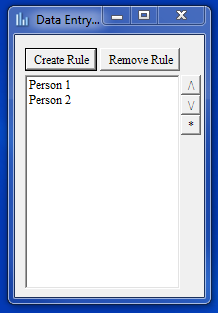 Data Entry...
Create Rule Remove Rule
Person 1
Person 2
*